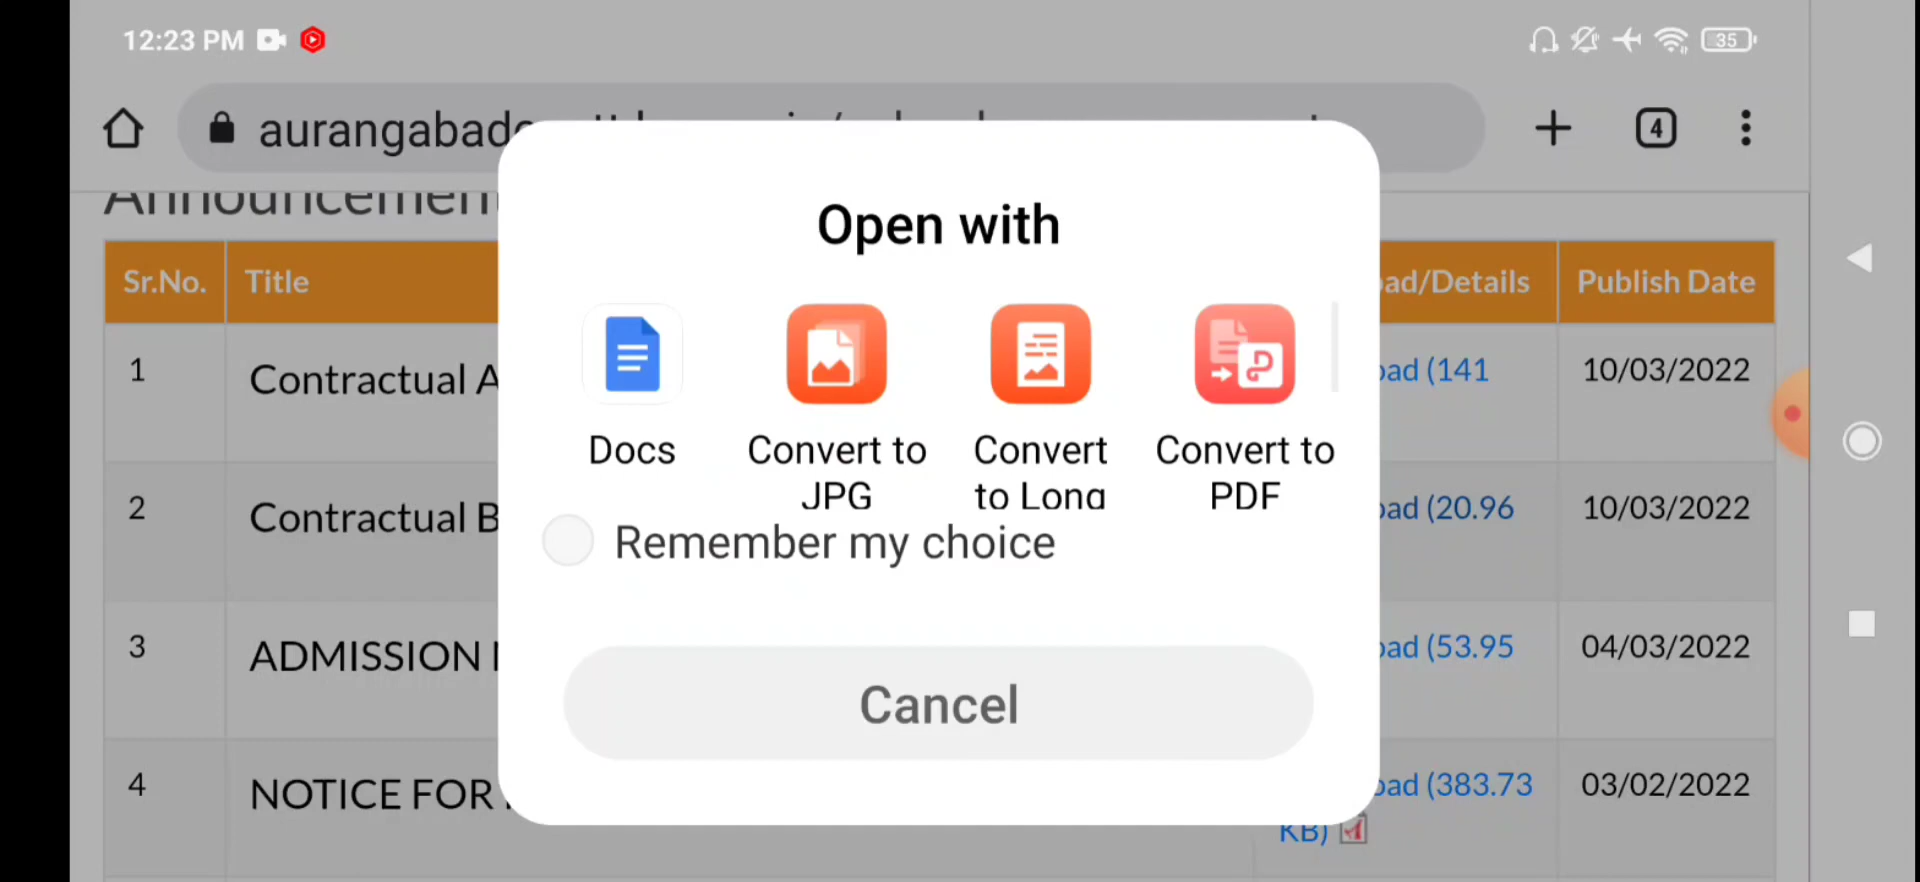 12:23 PM
35
aurangabad
4
Announcemen
Open with
Sr.No. Title
ad/Details Publish Date
1 Contractual A
ad (141 10/03/2022
Docs
Convert to
JPG
Convert
to Long
Convert to
PDF
2 Contractual B
ad (20.96 10/03/2022
Remember my choice
3 ADMISSION
ad (53.95 04/03/2022
Cancel
4 NOTICE FOR
ad (383.73 03/02/2022
KB)